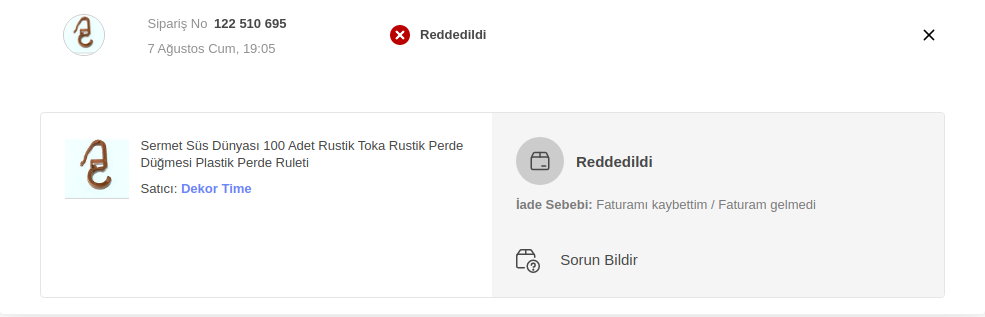 Sipariş No 122 510 695
7 Ağustos Cum, 19:05
Reddedildi
Sermet Süs Dünyası 100 Adet Rustik Toka Rustik Perde
Düğmesi Plastik Perde Ruleti
Satıcı: Dekor Time
Reddedildi
İade Sebebi: Faturamı kaybettim / Faturam gelmedi
Sorun Bildir